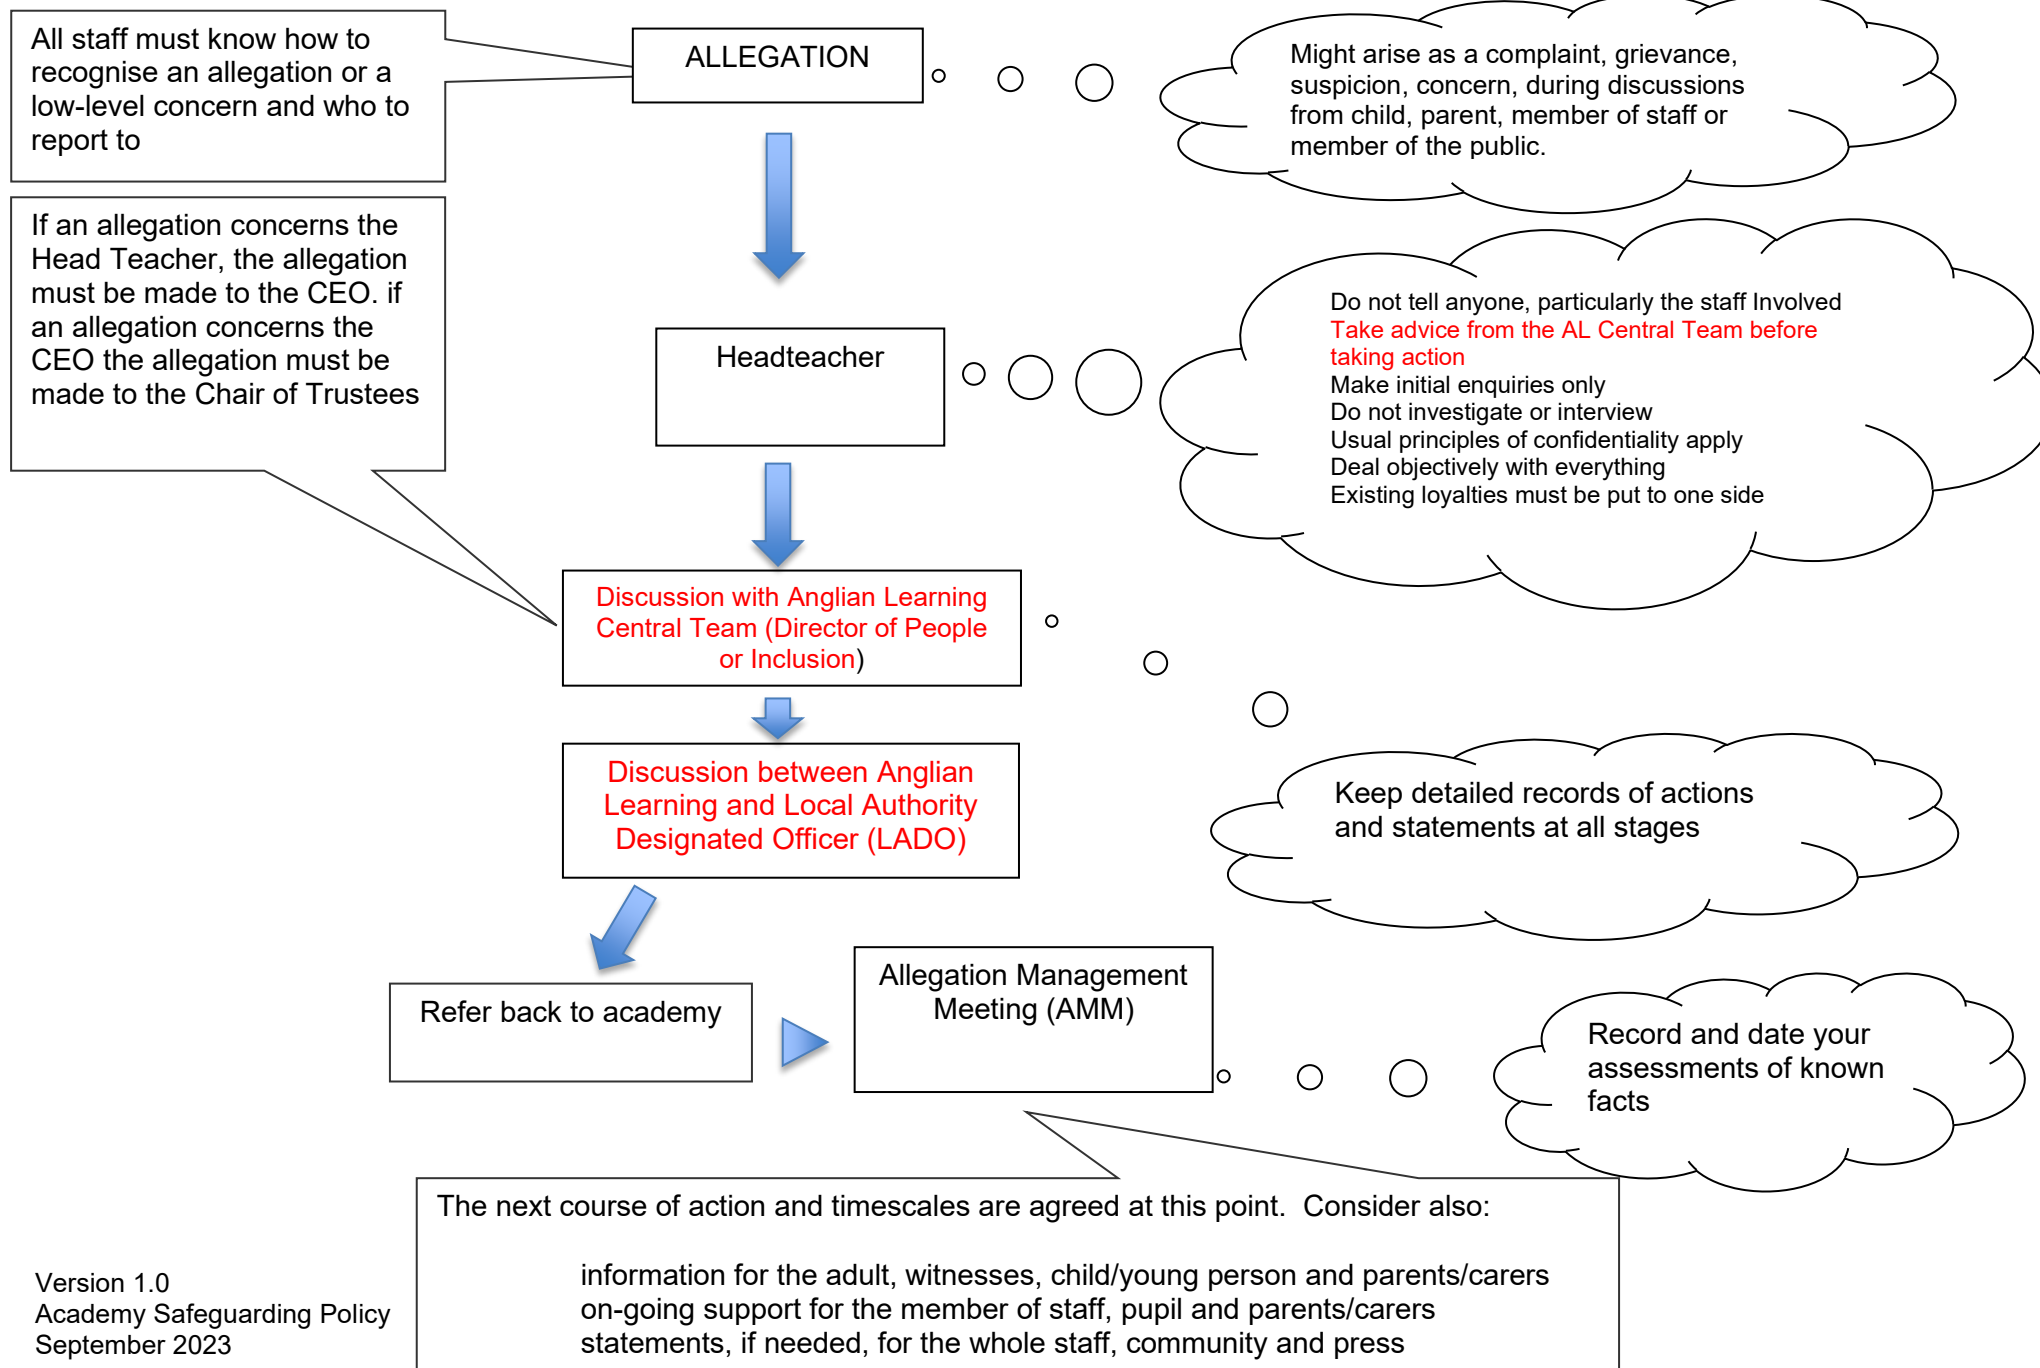 All staff must know how to
recognise an allegation or a
low-level concern and who to
report to
ALLEGATION
Might arise as a complaint, grievance,
suspicion, concern, during discussions
from child, parent, member of staff or
member of the public.
If an allegation concerns the
Head Teacher, the allegation
must be made to the CEO. if
an allegation concerns the
CEO the allegation must be
made to the Chair of Trustees
Headteacher
Do not tell anyone, particularly the staff Involved
Take advice from the AL Central Team before
taking action
Make initial enquiries only
Do not investigate or interview
Usual principles of confidentiality apply
Deal objectively with everything
Existing loyalties must be put to one side
Discussion with Anglian Learning
Central Team (Director of People
or Inclusion)
Discussion between Anglian
Learning and Local Authority
Designated Officer (LADO)
Keep detailed records of actions
and statements at all stages
Refer back to academy
Allegation Management
Meeting (AMM)
Record and date your
assessments of known
facts
The next course of action and timescales are agreed at this point.  Consider also:
information for the adult, witnesses, child/young person and parents/carers
on-going support for the member of staff, pupil and parents/carers
statements, if needed, for the whole staff, community and press
Version 1.0
Academy Safeguarding Policy
September 2023